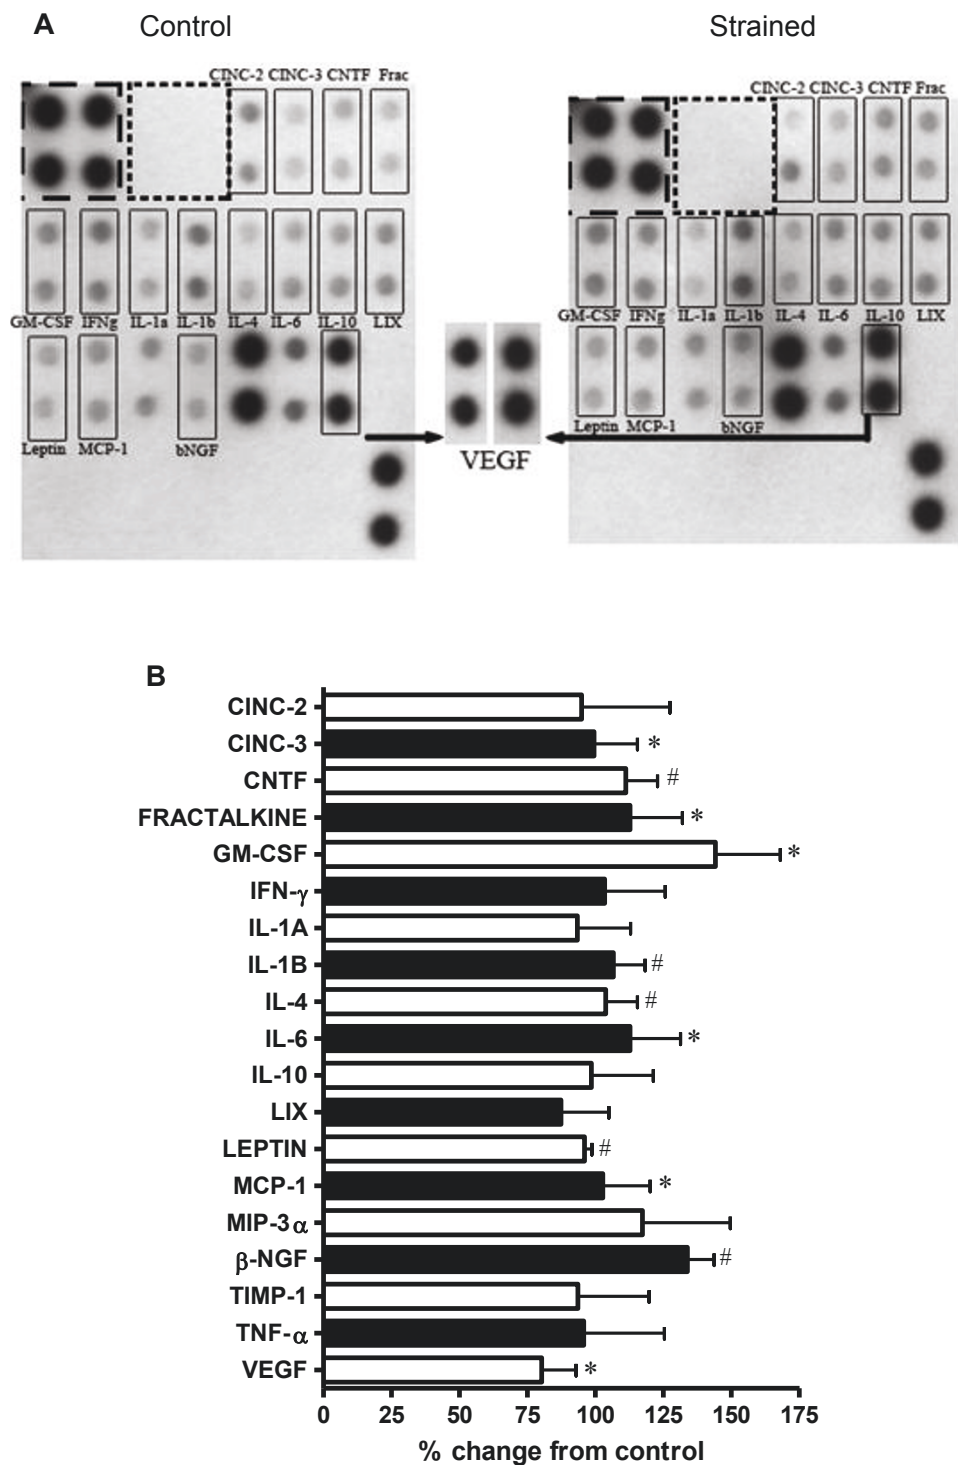 A Control Strained
CINC-2 CINC-3 CNTF Frac
CINC-2 CINC-3 CNTF Frac
GM-CSF IFNg IL-1a IL-1b IL-4 IL-6 IL-10 LIX
GM-CSF IFNg IL-1a IL-1b IL-4 IL-6 IL-10 LIX
Leptin MCP-1 bNGF
Leptin MCP-1 bNGF
VEGF
B
CINC-2
CINC-3 *
CNTF #
FRACTALKINE *
GM-CSF *
IFN-γ
IL-1A
IL-1B #
IL-4 #
IL-6 *
IL-10
LIX
LEPTIN #
MCP-1 *
MIP-3α
β-NGF #
TIMP-1
TNF-α
VEGF *
0 25 50 75 100 125 150 175
% change from control